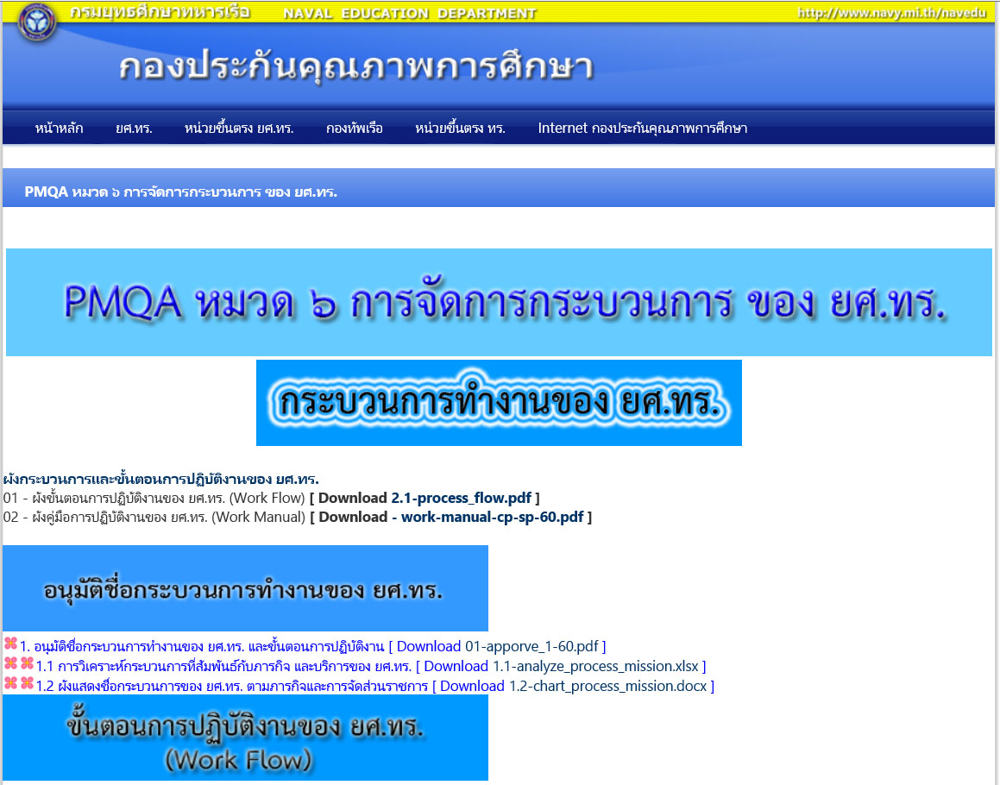 กรมยุทธศึกษาทหารเรือ NAVAL EDUCATION DEPARTMENT http://www.navy.mi.th/navedu
กองประกันคุณภาพการศึกษา
หน้าหลัก ยศ.ทร. หน่วยขึ้นตรง ยศ.ทร. กองทัพเรือ หน่วยขึ้นตรง ทร. Internet กองประกันคุณภาพการศึกษา
PMQA หมวด ๖ การจัดการกระบวนการ ของ ยศ.ทร.
PMQA หมวด ๖ การจัดการกระบวนการ ของ ยศ.ทร.
กระบวนการทำงานของ ยศ.ทร.
ผังกระบวนการและขั้นตอนการปฏิบัติงานของ ยศ.ทร.
01 - ผังขั้นตอนการปฏิบัติงานของ ยศ.ทร. (Work Flow) [ Download 2.1-process_flow.pdf ]
02 - ผังคู่มือการปฏิบัติงานของ ยศ.ทร. (Work Manual) [ Download - work-manual-cp-sp-60.pdf ]
อนุมัติชื่อกระบวนการทำงานของ ยศ.ทร.
1. อนุมัติชื่อกระบวนการทำงานของ ยศ.ทร. และขั้นตอนการปฏิบัติงาน [ Download 01-apporve_1-60.pdf ]
1.1 การวิเคราะห์กระบวนการที่สัมพันธ์กับภารกิจ และบริการของ ยศ.ทร. [ Download 1.1-analyze_process_mission.xlsx ]
1.2 ผังแสดงชื่อกระบวนการของ ยศ.ทร. ตามภารกิจและการจัดส่วนราชการ [ Download 1.2-chart_process_mission.docx ]
ขั้นตอนการปฏิบัติงานของ ยศ.ทร.
(Work Flow)